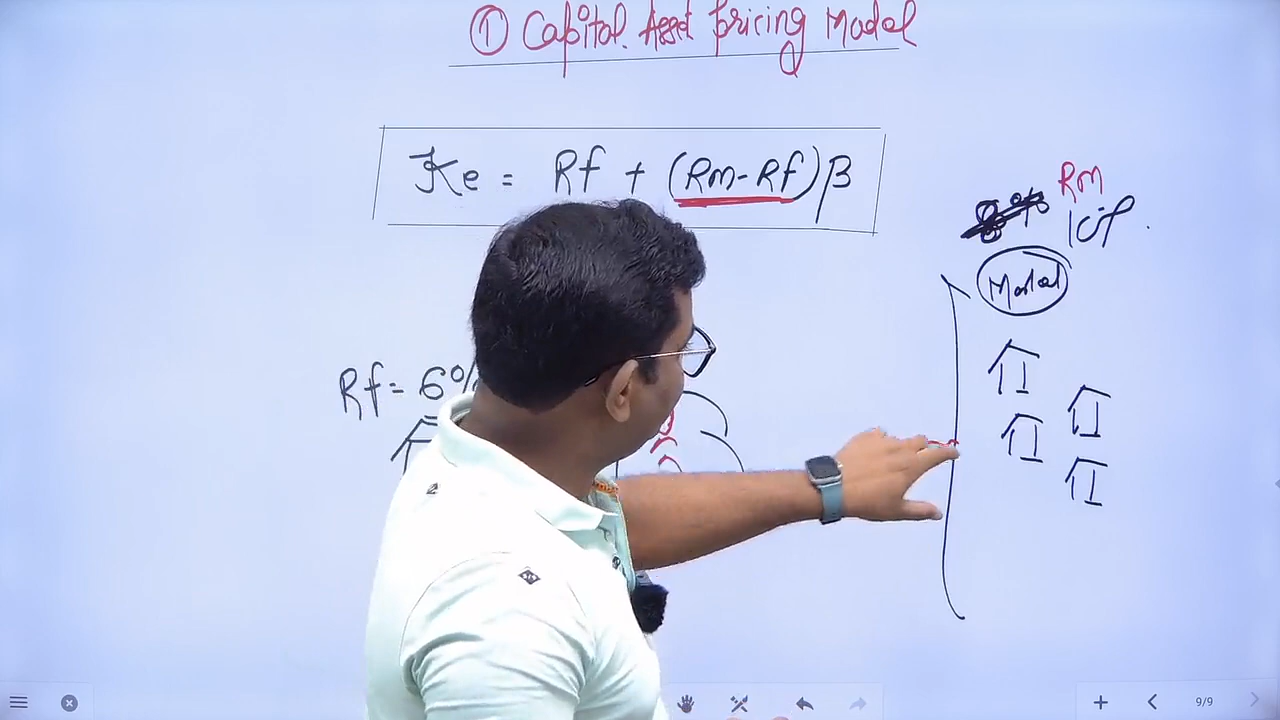 ① Capital Asset Pricing Model
Ke = Rf + (Rm-Rf)β
Rm
10%
Market
Rf = 6%
9/9